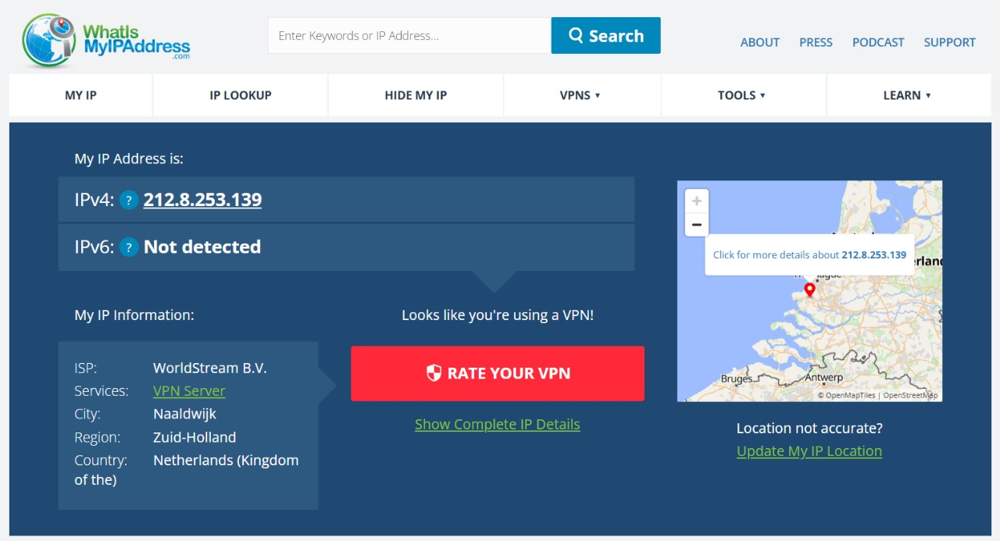 WhatIs
MyIPAddress
.com
Enter Keywords or IP Address...
Search
ABOUT PRESS PODCAST SUPPORT
MY IP IP LOOKUP HIDE MY IP VPNS ▼ TOOLS ▼ LEARN ▼
My IP Address is:
IPv4: ? 212.8.253.139
IPv6: ? Not detected
My IP Information:
ISP: WorldStream B.V.
Services: VPN Server
City: Naaldwijk
Region: Zuid-Holland
Country: Netherlands (Kingdom
of the)
Looks like you're using a VPN!
RATE YOUR VPN
Show Complete IP Details
+
−
Click for more details about 212.8.253.139
Bruges
Antwerp
© OpenMapTiles | OpenStreetMap
Location not accurate?
Update My IP Location